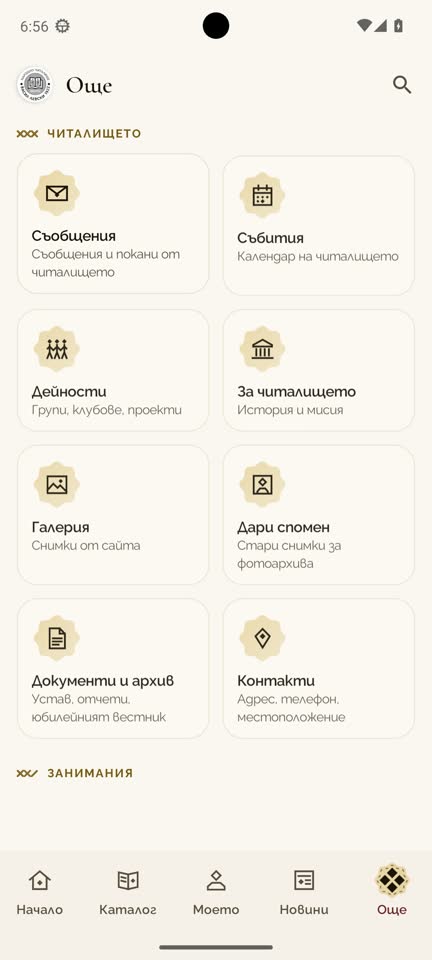 6:56
Още
ЧИТАЛИЩЕТО
Съобщения
Съобщения и покани от
читалището
Събития
Календар на читалището
Дейности
Групи, клубове, проекти
За читалището
История и мисия
Галерия
Снимки от сайта
Дари спомен
Стари снимки за
фотоархива
Документи и архив
Устав, отчети,
юбилейният вестник
Контакти
Адрес, телефон,
местоположение
ЗАНИМАНИЯ
Начало
Каталог
Моето
Новини
Още